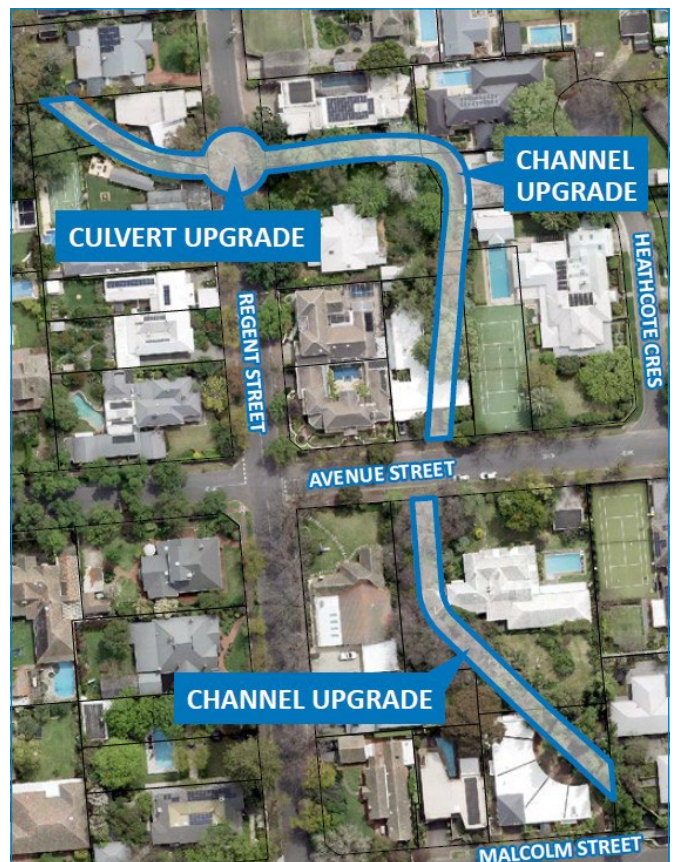 CHANNEL
UPGRADE
CULVERT UPGRADE
HEATHCOTE CRES
REGENT STREET
AVENUE STREET
CHANNEL UPGRADE
MALCOLM STREET